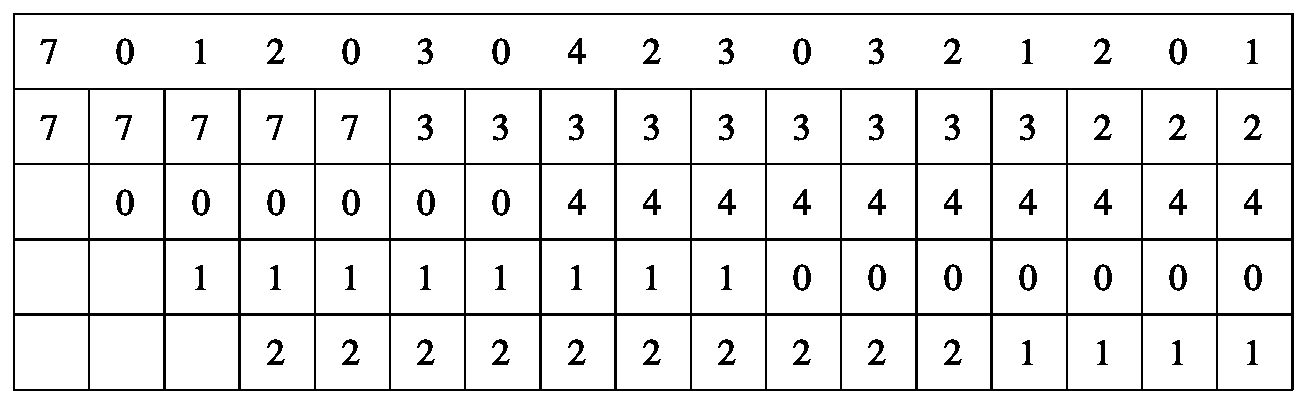 7 0 1 2 0 3 0 4 2 3 0 3 2 1 2 0 1
7 7 7 7 7 3 3 3 3 3 3 3 3 3 2 2 2
0 0 0 0 0 0 4 4 4 4 4 4 4 4 4 4
1 1 1 1 1 1 1 1 0 0 0 0 0 0 0
2 2 2 2 2 2 2 2 2 2 1 1 1 1